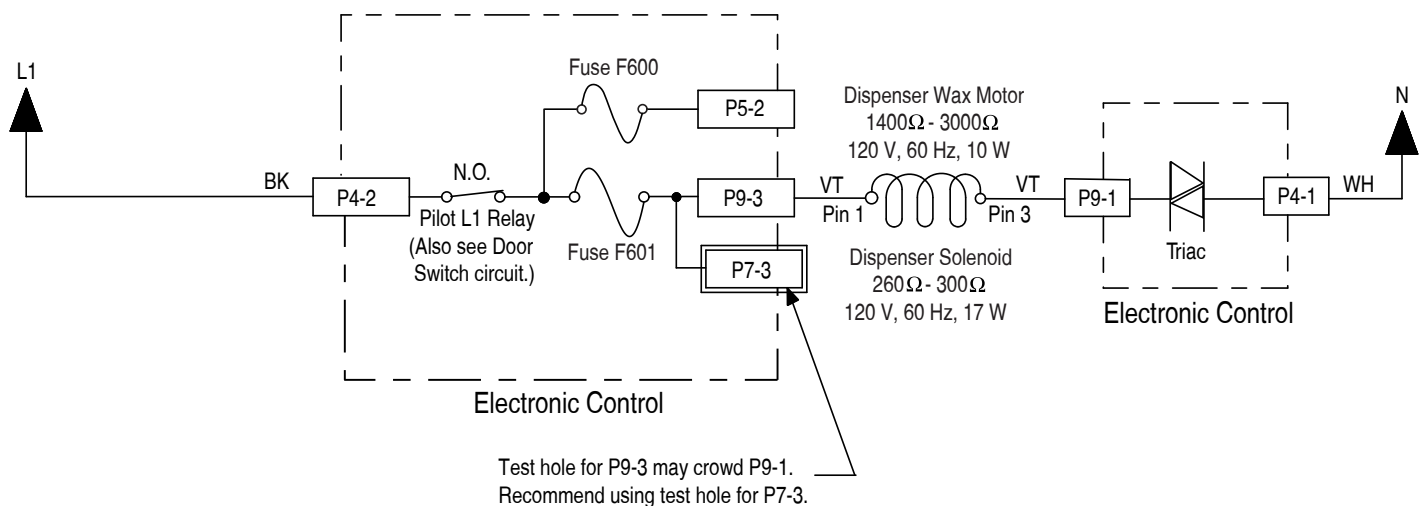 L1
BK
P4-2
N.O.
Pilot L1 Relay
(Also see Door
Switch circuit.)
Fuse F600
P5-2
Fuse F601
P9-3
P7-3
Electronic Control
Dispenser Wax Motor
1400Ω - 3000Ω
120 V, 60 Hz, 10 W
VT
Pin 1
VT
Pin 3
Dispenser Solenoid
260Ω - 300Ω
120 V, 60 Hz, 17 W
P9-1
Triac
P4-1
Electronic Control
WH
N
Test hole for P9-3 may crowd P9-1.
Recommend using test hole for P7-3.